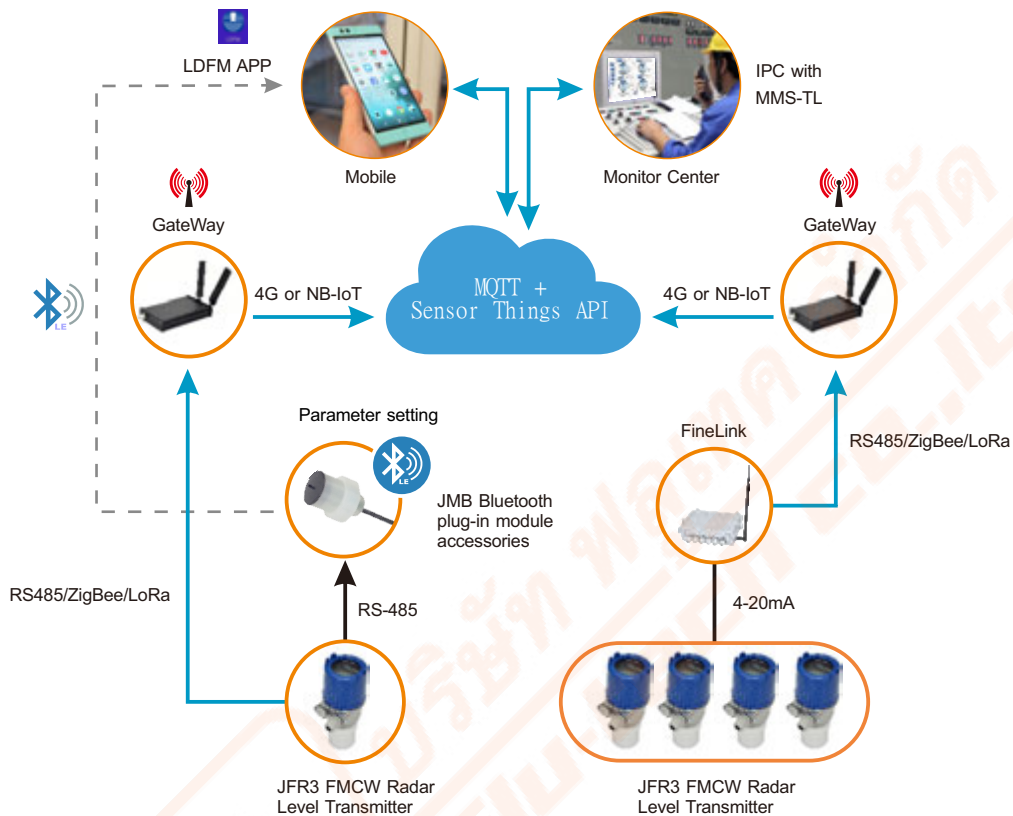 LDFM APP
IPC with
MMS-TL
Mobile
Monitor Center
GateWay
GateWay
4G or NB-IoT
MQTT +
Sensor Things API
4G or NB-IoT
LE
Parameter setting
FineLink
LE
RS485/ZigBee/LoRa
JMB Bluetooth
plug-in module
accessories
RS485/ZigBee/LoRa
RS-485
4-20mA
JFR3 FMCW Radar
Level Transmitter
JFR3 FMCW Radar
Level Transmitter